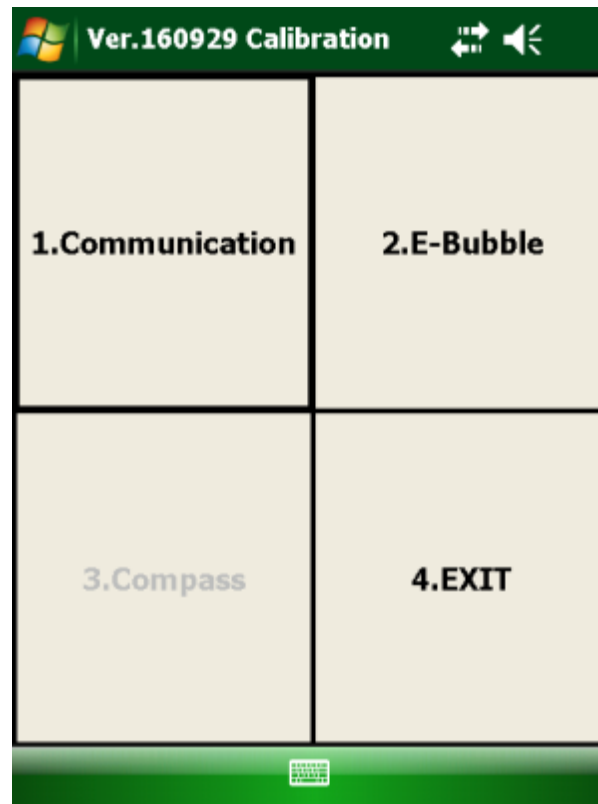 Ver.160929 Calibration
1.Communication
2.E-Bubble
3.Compass
4.EXIT